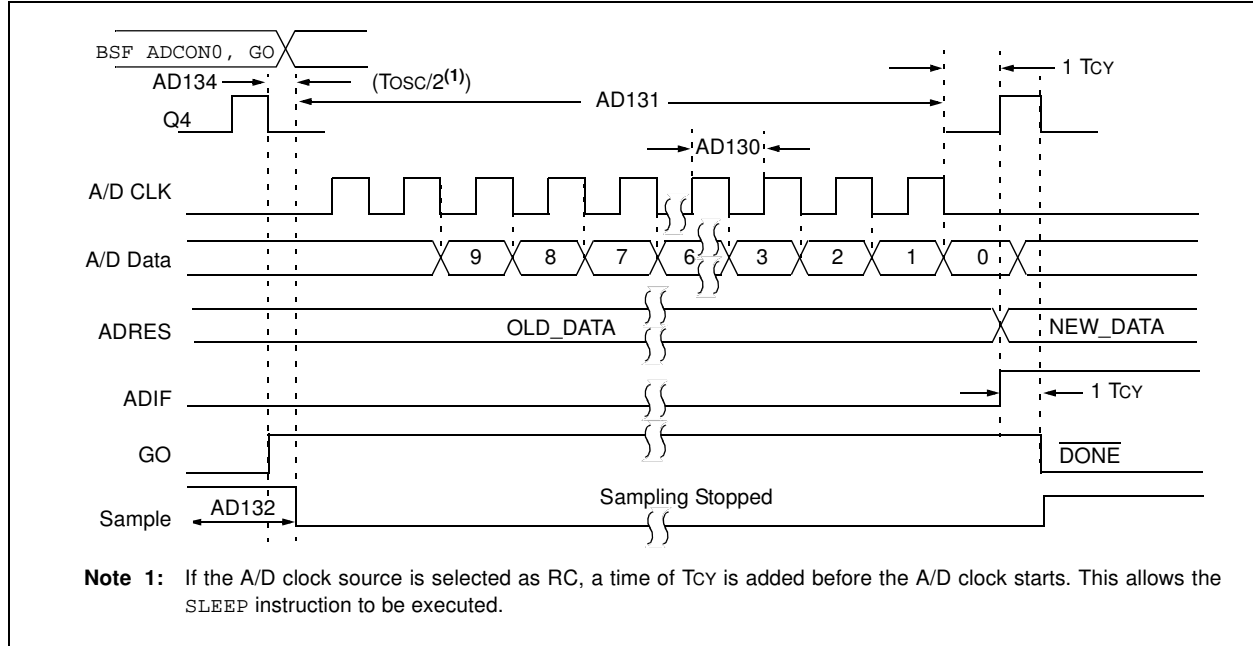 BSF ADCON0, GO
AD134
(TOSC/2(1))
1 TCY
AD131
Q4
AD130
A/D CLK
A/D Data
9 8 7 6 3 2 1 0
ADRES
OLD_DATA
NEW_DATA
ADIF
1 TCY
GO
DONE
Sampling Stopped
AD132
Sample
Note 1: If the A/D clock source is selected as RC, a time of TCY is added before the A/D clock starts. This allows the
SLEEP instruction to be executed.